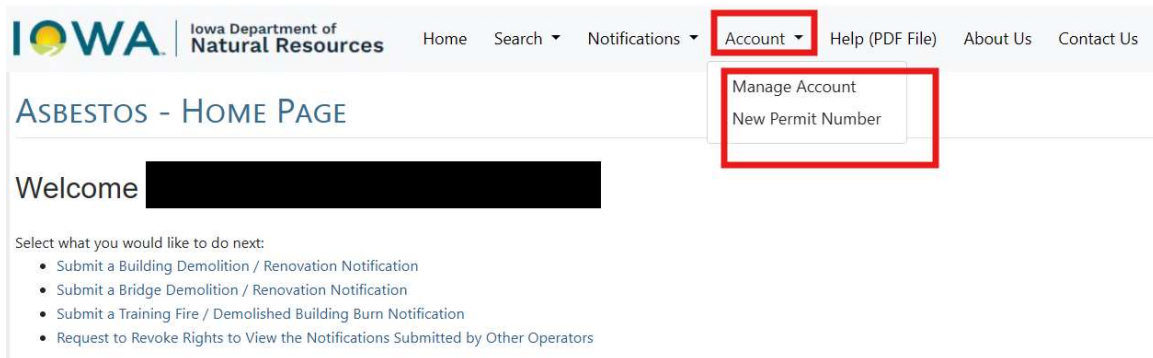 IOWA Iowa Department of Natural Resources Home Search Notifications Account Help (PDF File) About Us Contact Us
Manage Account
New Permit Number
ASBESTOS - HOME PAGE
Welcome
Select what you would like to do next:
• Submit a Building Demolition / Renovation Notification
• Submit a Bridge Demolition / Renovation Notification
• Submit a Training Fire / Demolished Building Burn Notification
• Request to Revoke Rights to View the Notifications Submitted by Other Operators